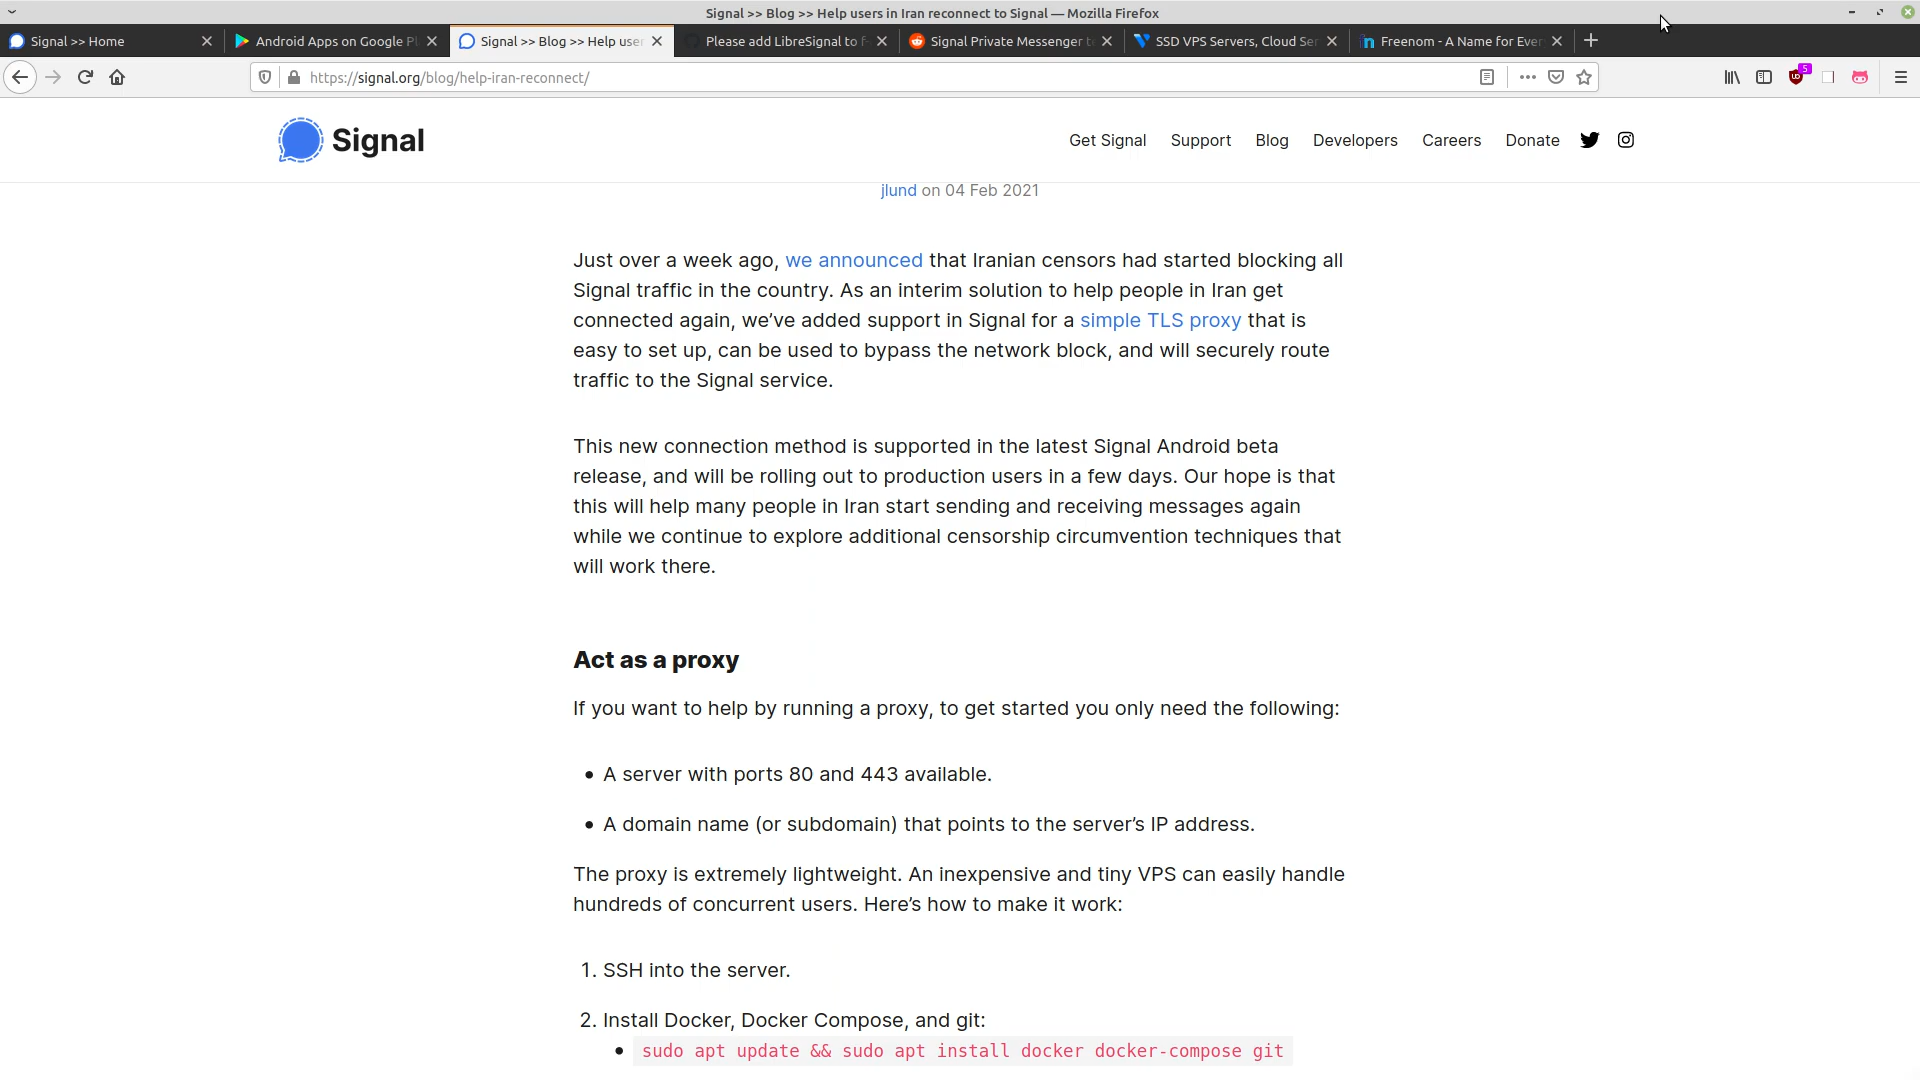 Signal >> Blog >> Help users in Iran reconnect to Signal — Mozilla Firefox
Signal >> Home
Android Apps on Google P
Signal >> Blog >> Help user
Please add LibreSignal to f
Signal Private Messenger t
SSD VPS Servers, Cloud Ser
Freenom - A Name for Ever
https://signal.org/blog/help-iran-reconnect/
5
Signal
Get Signal
Support
Blog
Developers
Careers
Donate
jlund on 04 Feb 2021
Just over a week ago, we announced that Iranian censors had started blocking all
Signal traffic in the country. As an interim solution to help people in Iran get
connected again, we’ve added support in Signal for a simple TLS proxy that is
easy to set up, can be used to bypass the network block, and will securely route
traffic to the Signal service.
This new connection method is supported in the latest Signal Android beta
release, and will be rolling out to production users in a few days. Our hope is that
this will help many people in Iran start sending and receiving messages again
while we continue to explore additional censorship circumvention techniques that
will work there.
Act as a proxy
If you want to help by running a proxy, to get started you only need the following:
• A server with ports 80 and 443 available.
• A domain name (or subdomain) that points to the server’s IP address.
The proxy is extremely lightweight. An inexpensive and tiny VPS can easily handle
hundreds of concurrent users. Here’s how to make it work:
1. SSH into the server.
2. Install Docker, Docker Compose, and git:
• sudo apt update && sudo apt install docker docker-compose git